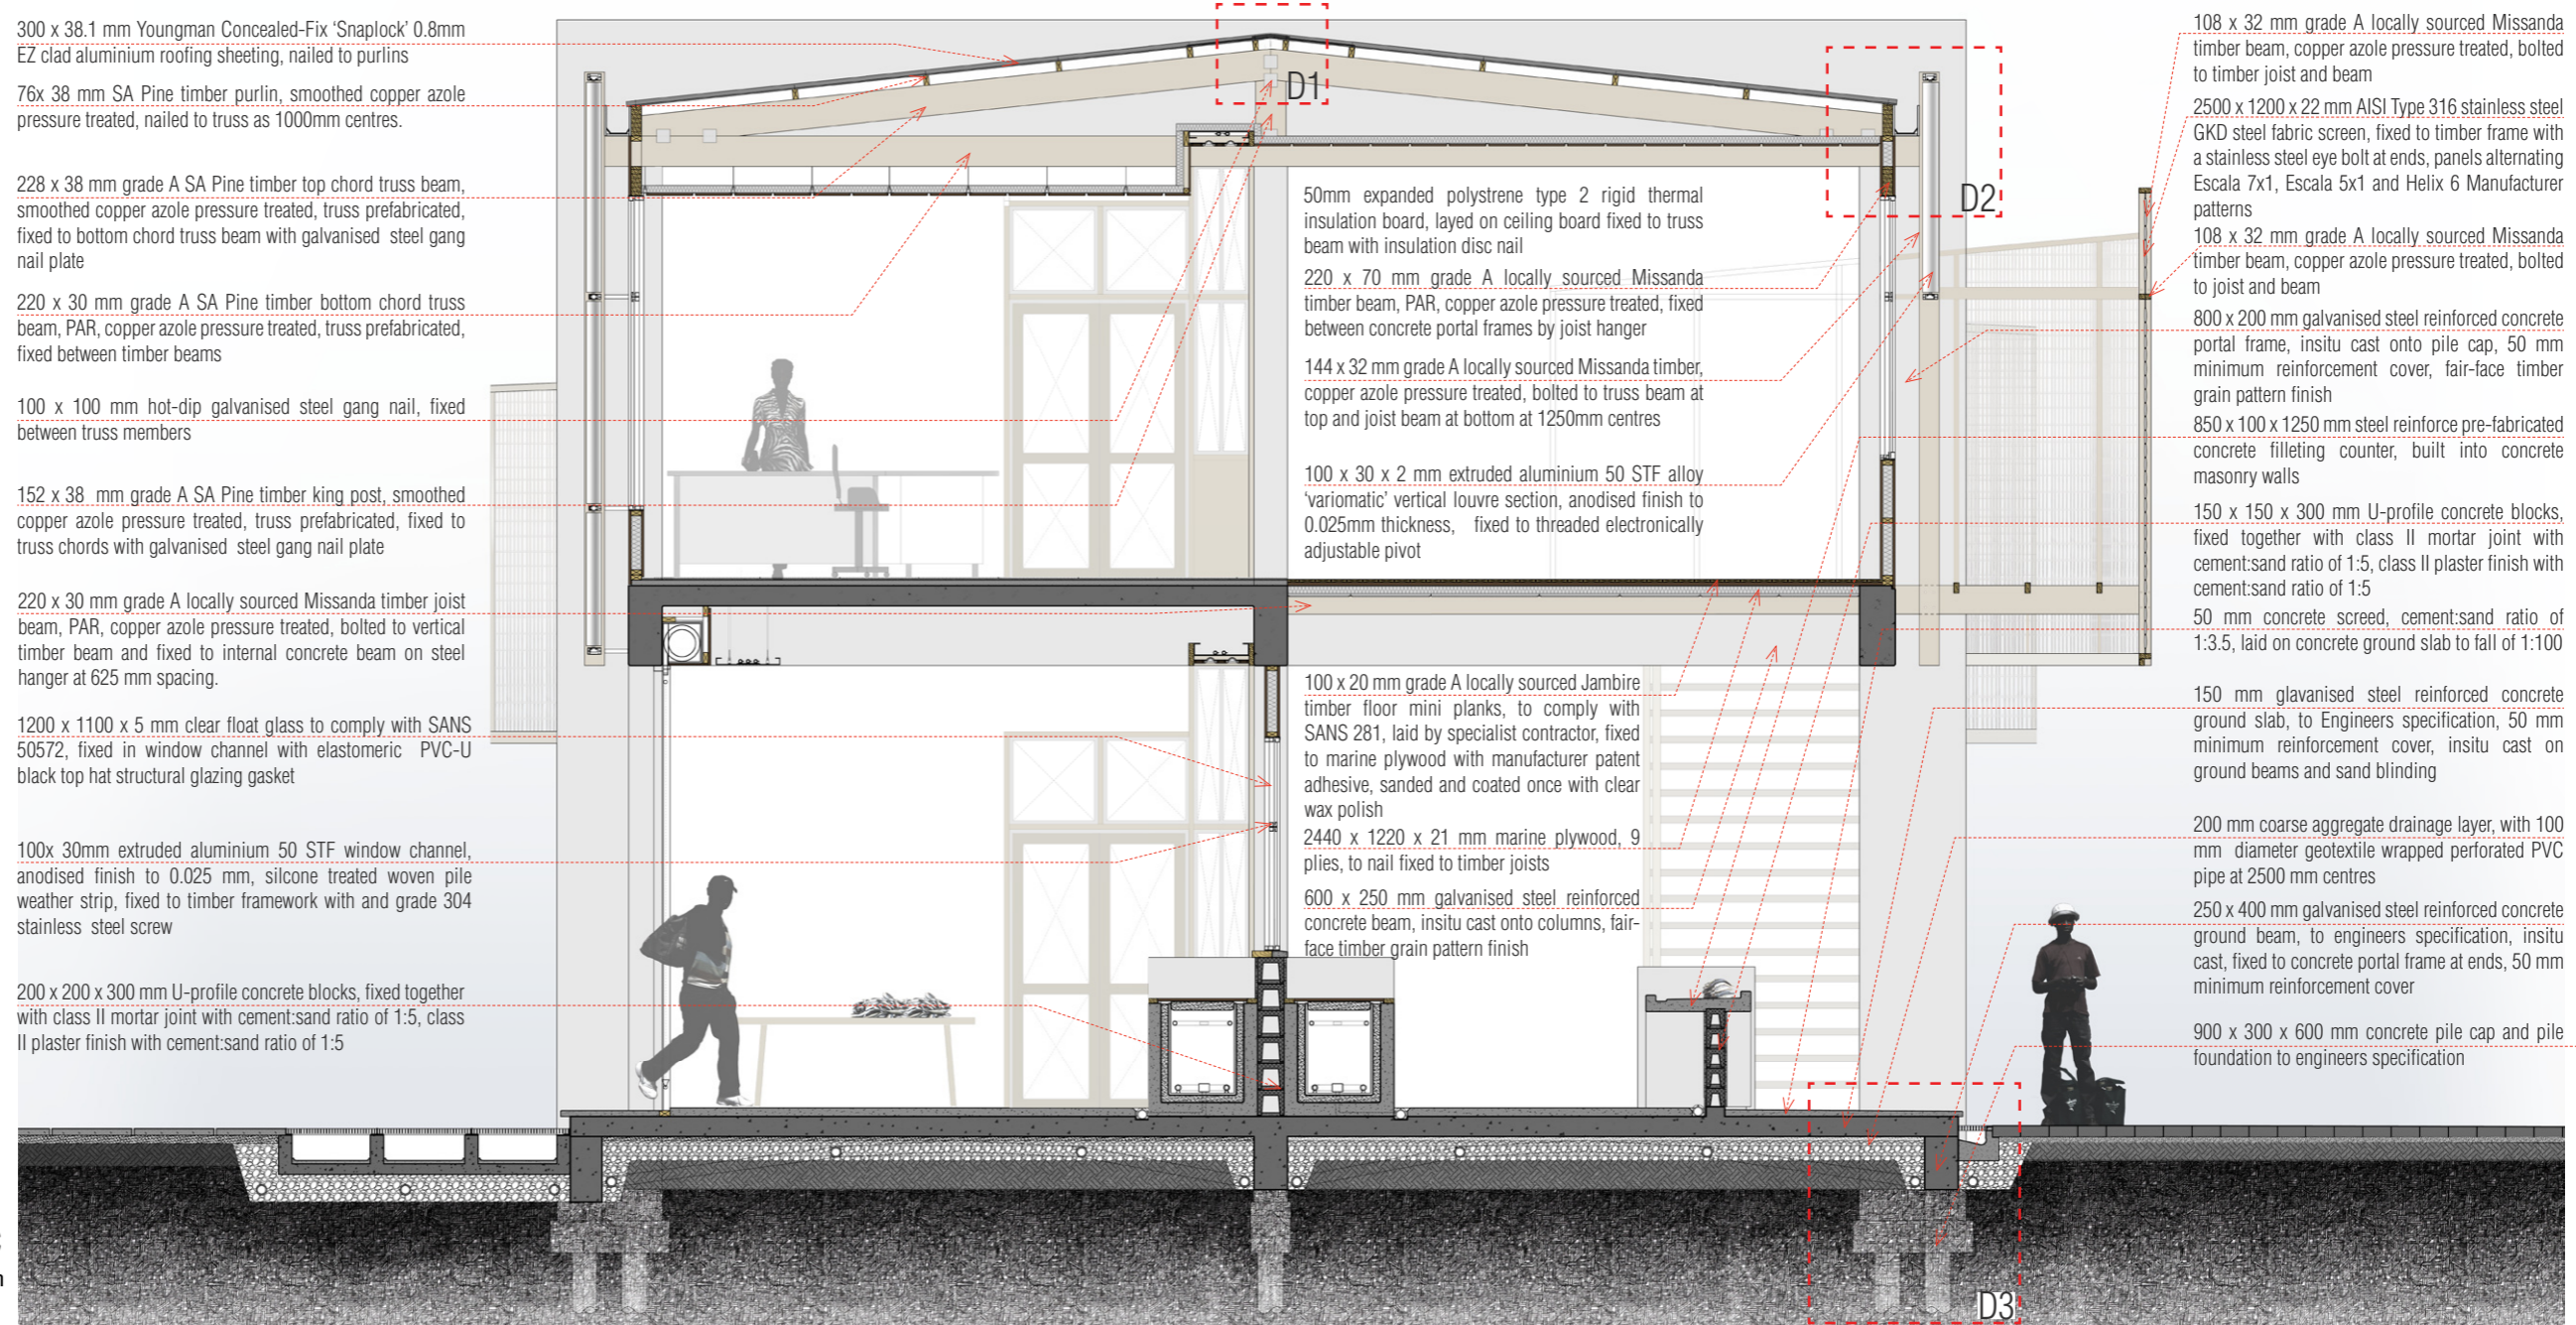 300 x 38.1 mm Youngman Concealed-Fix ‘Snaplock’ 0.8mm
EZ clad aluminium roofing sheeting, nailed to purlins
76x 38 mm SA Pine timber purlin, smoothed copper azole
pressure treated, nailed to truss as 1000mm centres.
228 x 38 mm grade A SA Pine timber top chord truss beam,
smoothed copper azole pressure treated, truss prefabricated,
fixed to bottom chord truss beam with galvanised steel gang
nail plate
220 x 30 mm grade A SA Pine timber bottom chord truss
beam, PAR, copper azole pressure treated, truss prefabricated,
fixed between timber beams
100 x 100 mm hot-dip galvanised steel gang nail, fixed
between truss members
152 x 38 mm grade A SA Pine timber king post, smoothed
copper azole pressure treated, truss prefabricated, fixed to
truss chords with galvanised steel gang nail plate
220 x 30 mm grade A locally sourced Missanda timber joist
beam, PAR, copper azole pressure treated, bolted to vertical
timber beam and fixed to internal concrete beam on steel
hanger at 625 mm spacing.
1200 x 1100 x 5 mm clear float glass to comply with SANS
50572, fixed in window channel with elastomeric PVC-U
black top hat structural glazing gasket
100x 30mm extruded aluminium 50 STF window channel,
anodised finish to 0.025 mm, silcone treated woven pile
weather strip, fixed to timber framework with and grade 304
stainless steel screw
200 x 200 x 300 mm U-profile concrete blocks, fixed together
with class II mortar joint with cement:sand ratio of 1:5, class
II plaster finish with cement:sand ratio of 1:5
D1
D2
50mm expanded polystrene type 2 rigid thermal
insulation board, layed on ceiling board fixed to truss
beam with insulation disc nail
220 x 70 mm grade A locally sourced Missanda
timber beam, PAR, copper azole pressure treated, fixed
between concrete portal frames by joist hanger
144 x 32 mm grade A locally sourced Missanda timber,
copper azole pressure treated, bolted to truss beam at
top and joist beam at bottom at 1250mm centres
100 x 30 x 2 mm extruded aluminium 50 STF alloy
‘variomatic’ vertical louvre section, anodised finish to
0.025mm thickness, fixed to threaded electronically
adjustable pivot
100 x 20 mm grade A locally sourced Jambire
timber floor mini planks, to comply with
SANS 281, laid by specialist contractor, fixed
to marine plywood with manufacturer patent
adhesive, sanded and coated once with clear
wax polish
2440 x 1220 x 21 mm marine plywood, 9
plies, to nail fixed to timber joists
600 x 250 mm galvanised steel reinforced
concrete beam, insitu cast onto columns, fair-
face timber grain pattern finish
108 x 32 mm grade A locally sourced Missanda
timber beam, copper azole pressure treated, bolted
to timber joist and beam
2500 x 1200 x 22 mm AISI Type 316 stainless steel
GKD steel fabric screen, fixed to timber frame with
a stainless steel eye bolt at ends, panels alternating
Escala 7x1, Escala 5x1 and Helix 6 Manufacturer
patterns
108 x 32 mm grade A locally sourced Missanda
timber beam, copper azole pressure treated, bolted
to joist and beam
800 x 200 mm galvanised steel reinforced concrete
portal frame, insitu cast onto pile cap, 50 mm
minimum reinforcement cover, fair-face timber
grain pattern finish
850 x 100 x 1250 mm steel reinforce pre-fabricated
concrete filleting counter, built into concrete
masonry walls
150 x 150 x 300 mm U-profile concrete blocks,
fixed together with class II mortar joint with
cement:sand ratio of 1:5, class II plaster finish with
cement:sand ratio of 1:5
50 mm concrete screed, cement:sand ratio of
1:3.5, laid on concrete ground slab to fall of 1:100
150 mm glavanised steel reinforced concrete
ground slab, to Engineers specification, 50 mm
minimum reinforcement cover, insitu cast on
ground beams and sand blinding
200 mm coarse aggregate drainage layer, with 100
mm diameter geotextile wrapped perforated PVC
pipe at 2500 mm centres
250 x 400 mm galvanised steel reinforced concrete
ground beam, to engineers specification, insitu
cast, fixed to concrete portal frame at ends, 50 mm
minimum reinforcement cover
900 x 300 x 600 mm concrete pile cap and pile
foundation to engineers specification
D3